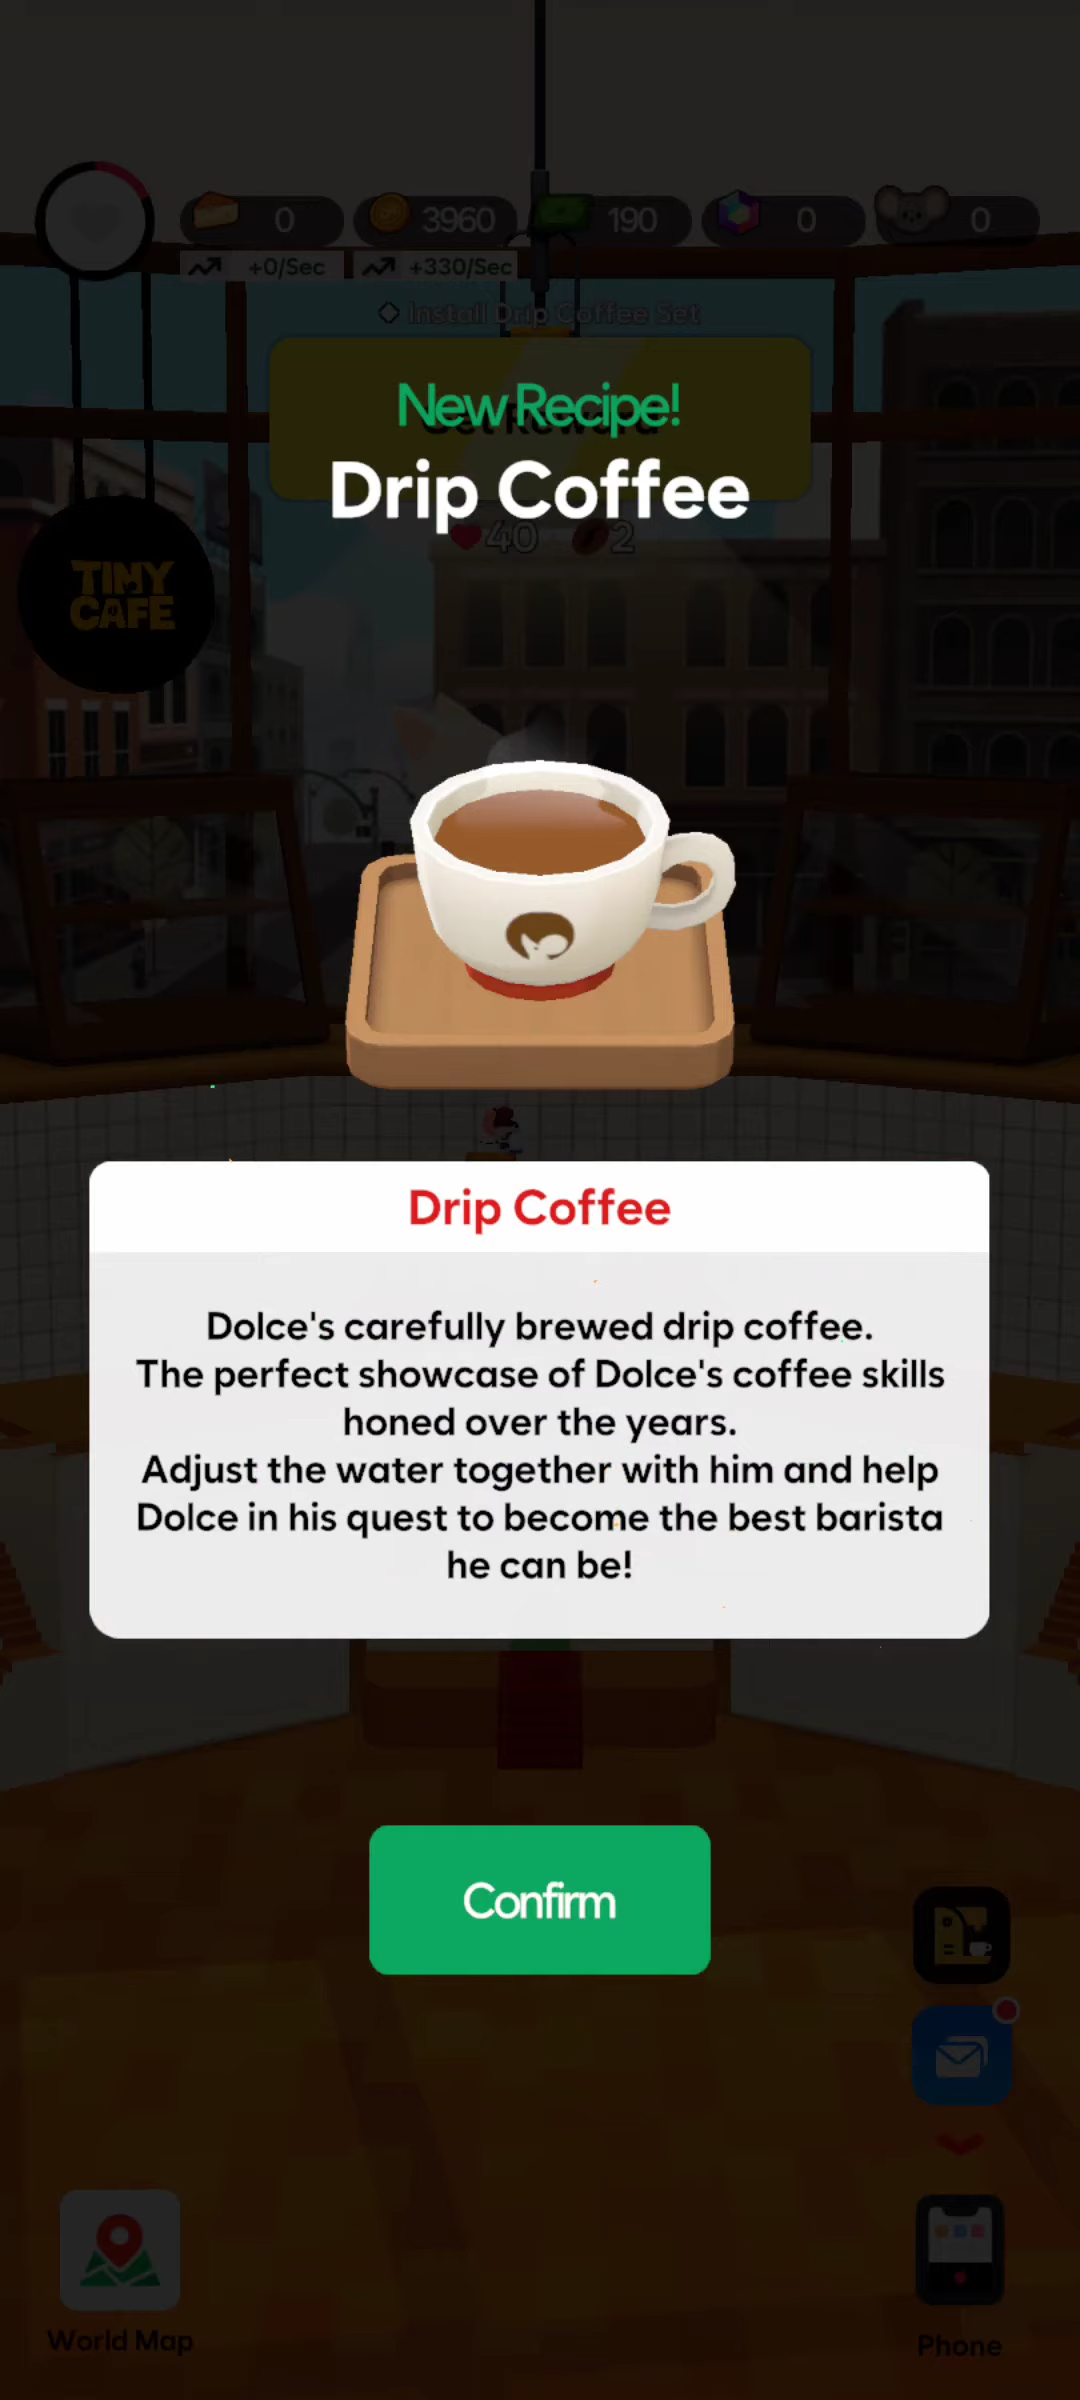 0
3960
190
0
0
+0/Sec
+330/Sec
Install Drip Coffee Set
New Recipe!
Get Reward
Drip Coffee
40
2
TINY
CAFE
Drip Coffee
Dolce's carefully brewed drip coffee.
The perfect showcase of Dolce's coffee skills
honed over the years.
Adjust the water together with him and help
Dolce in his quest to become the best barista
he can be!
Confirm
World Map
Phone